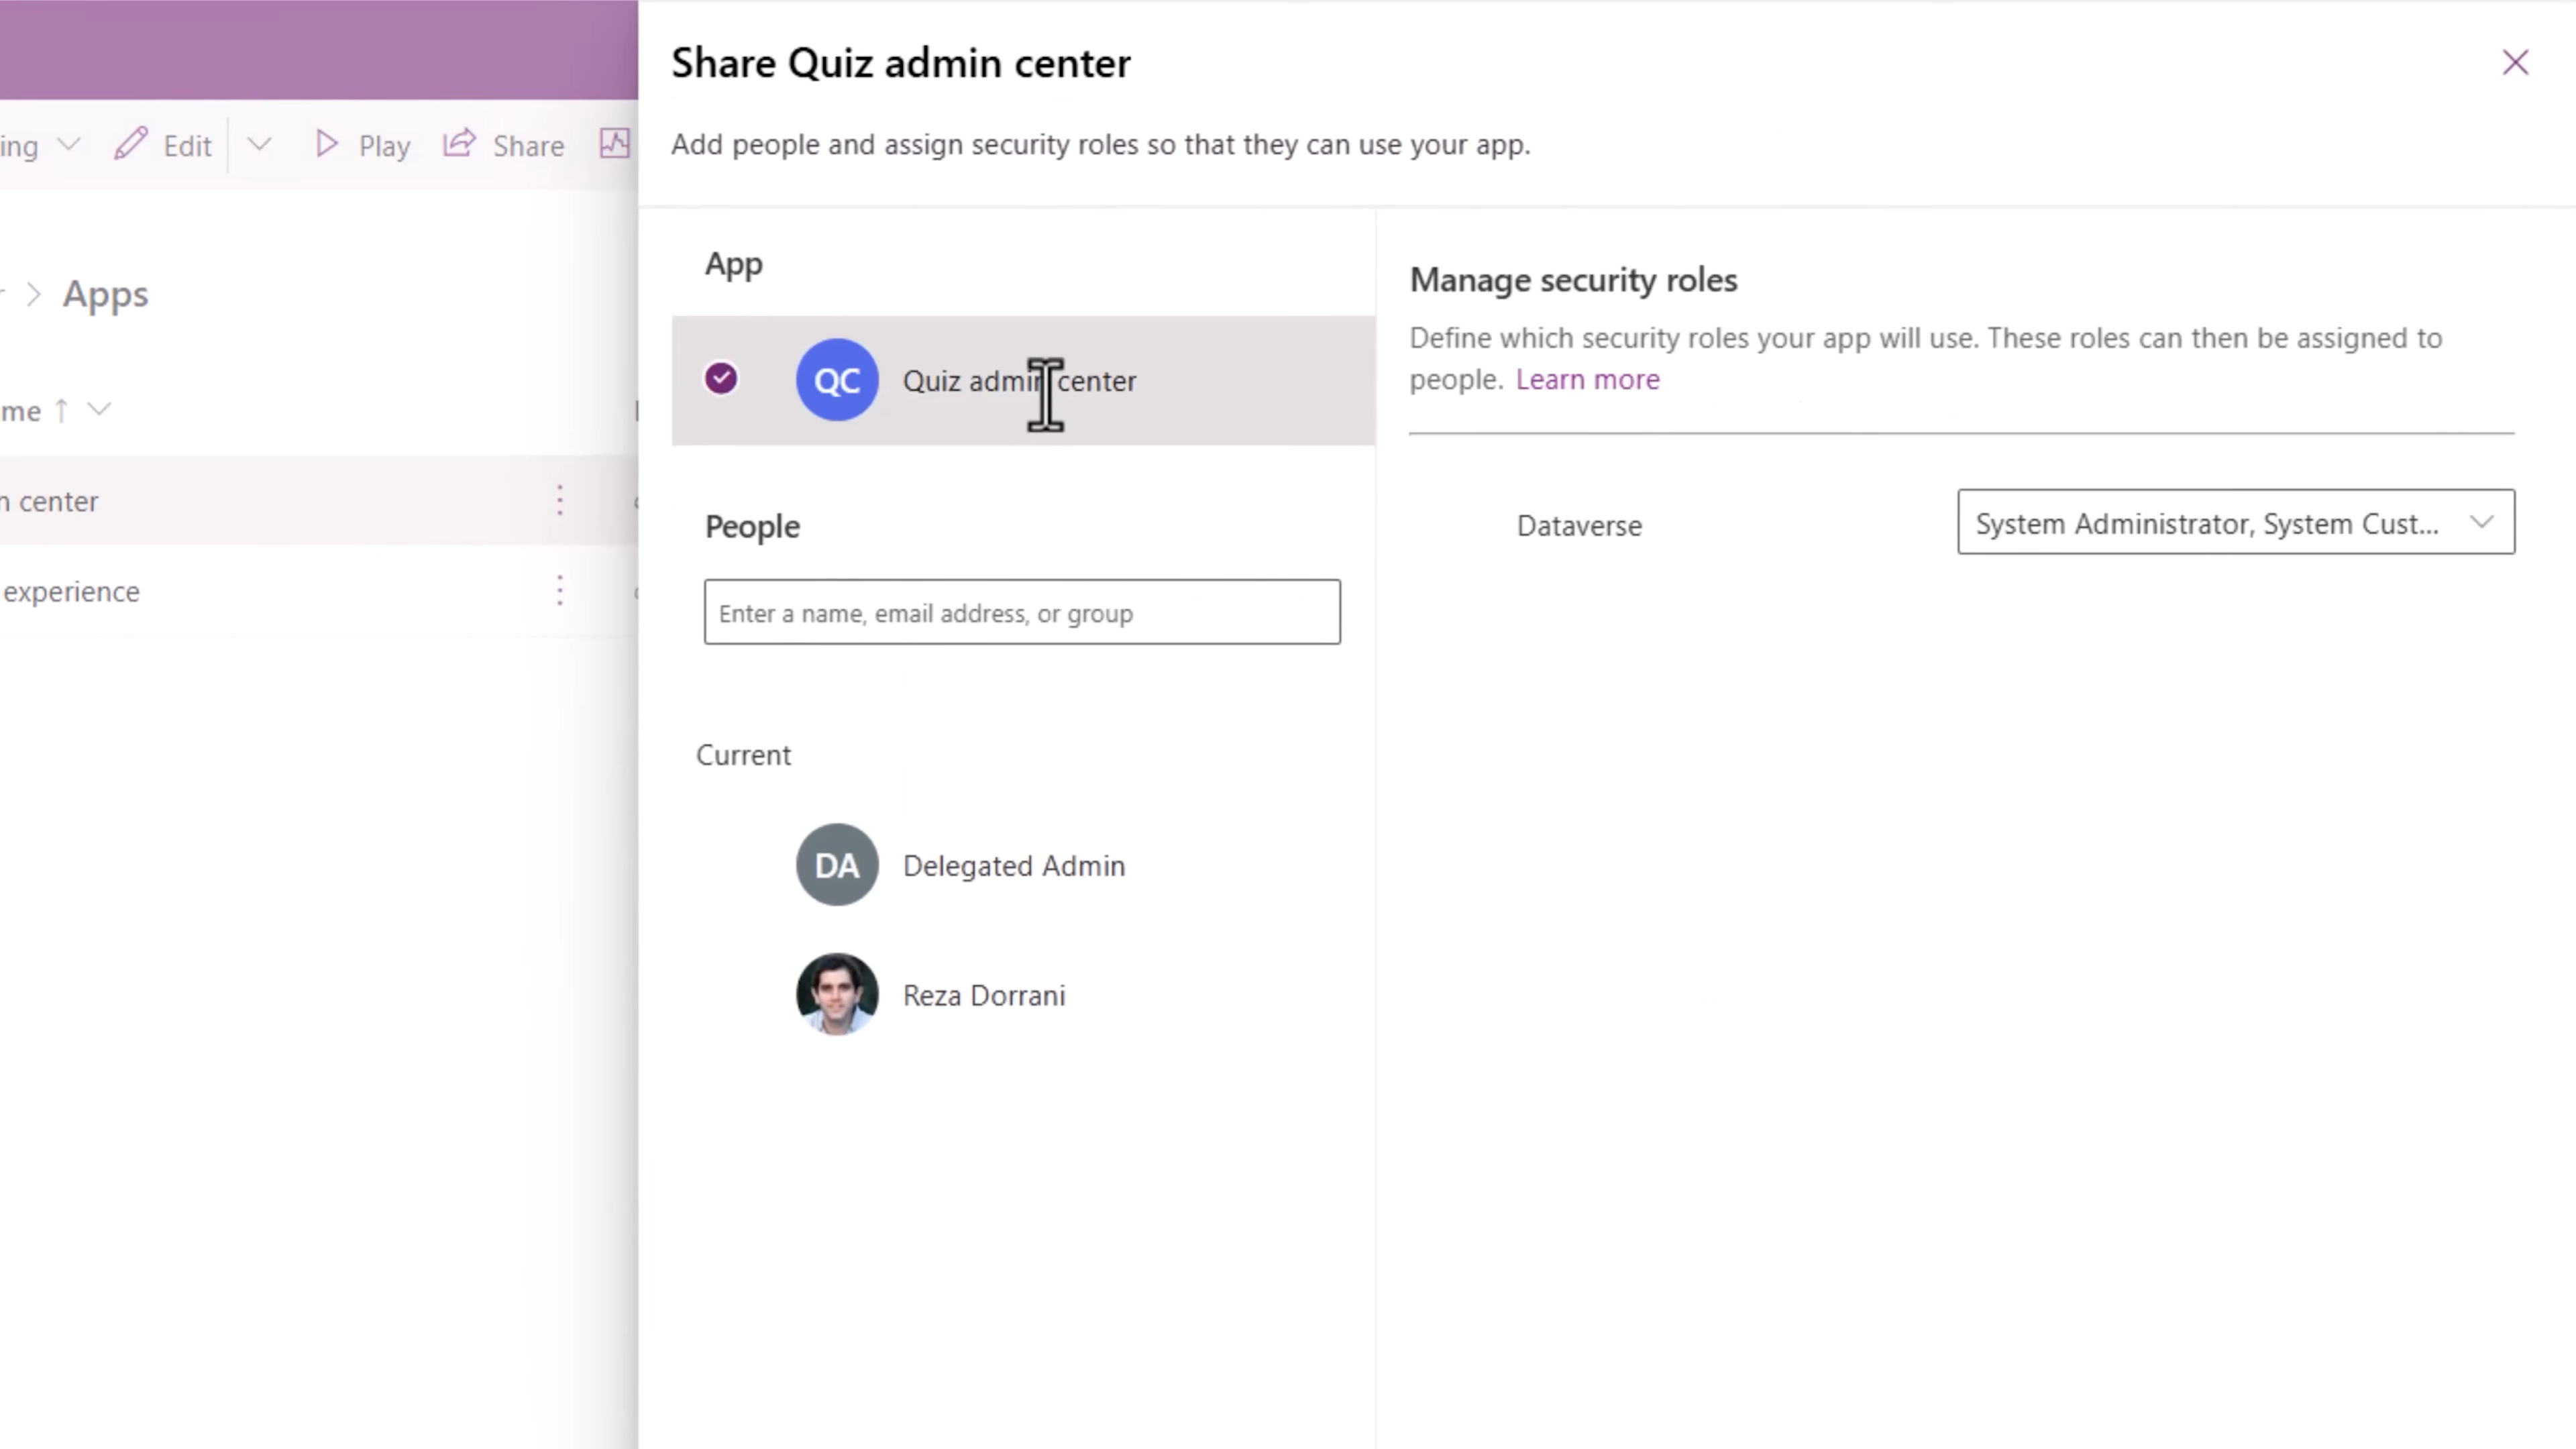 Share Quiz admin center
Add people and assign security roles so that they can use your app.
ing Edit Play Share
Apps
me ↑
n center
experience
App
QC Quiz admin center
People
Enter a name, email address, or group
Current
DA Delegated Admin
Reza Dorrani
Manage security roles
Define which security roles your app will use. These roles can then be assigned to
people. Learn more
Dataverse System Administrator, System Cust...